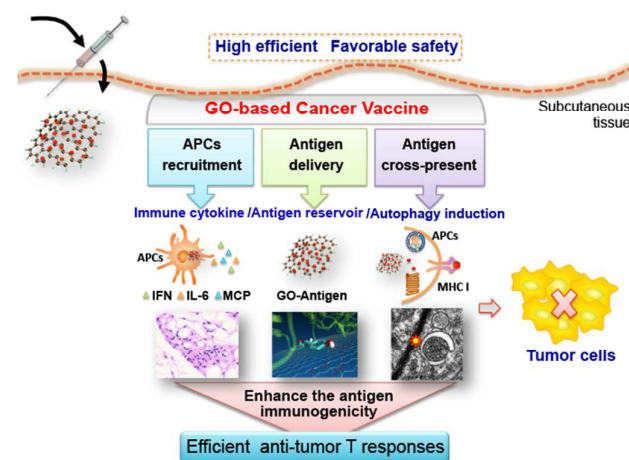 High efficient Favorable safety
GO-based Cancer Vaccine
Subcutaneous
tissue
APCs
recruitment
Antigen
delivery
Antigen
cross-present
Immune cytokine /Antigen reservoir /Autophagy induction
APCs
IFN IL-6 MCP
GO-Antigen
APCs
MHC I
Tumor cells
Enhance the antigen
immunogenicity
Efficient anti-tumor T responses